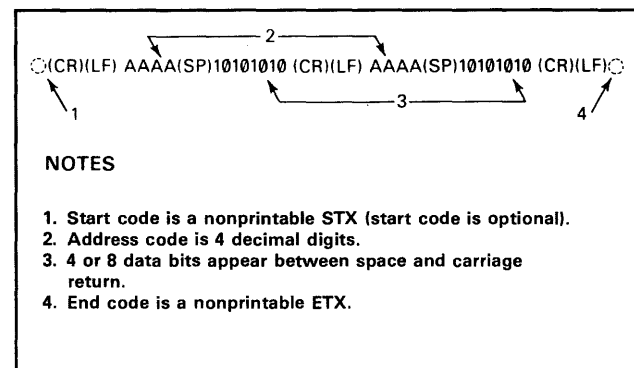 2
(CR)(LF) AAAA(SP)10101010 (CR)(LF) AAAA(SP)10101010 (CR)(LF)
1 3 4
NOTES
1. Start code is a nonprintable STX (start code is optional).
2. Address code is 4 decimal digits.
3. 4 or 8 data bits appear between space and carriage
return.
4. End code is a nonprintable ETX.